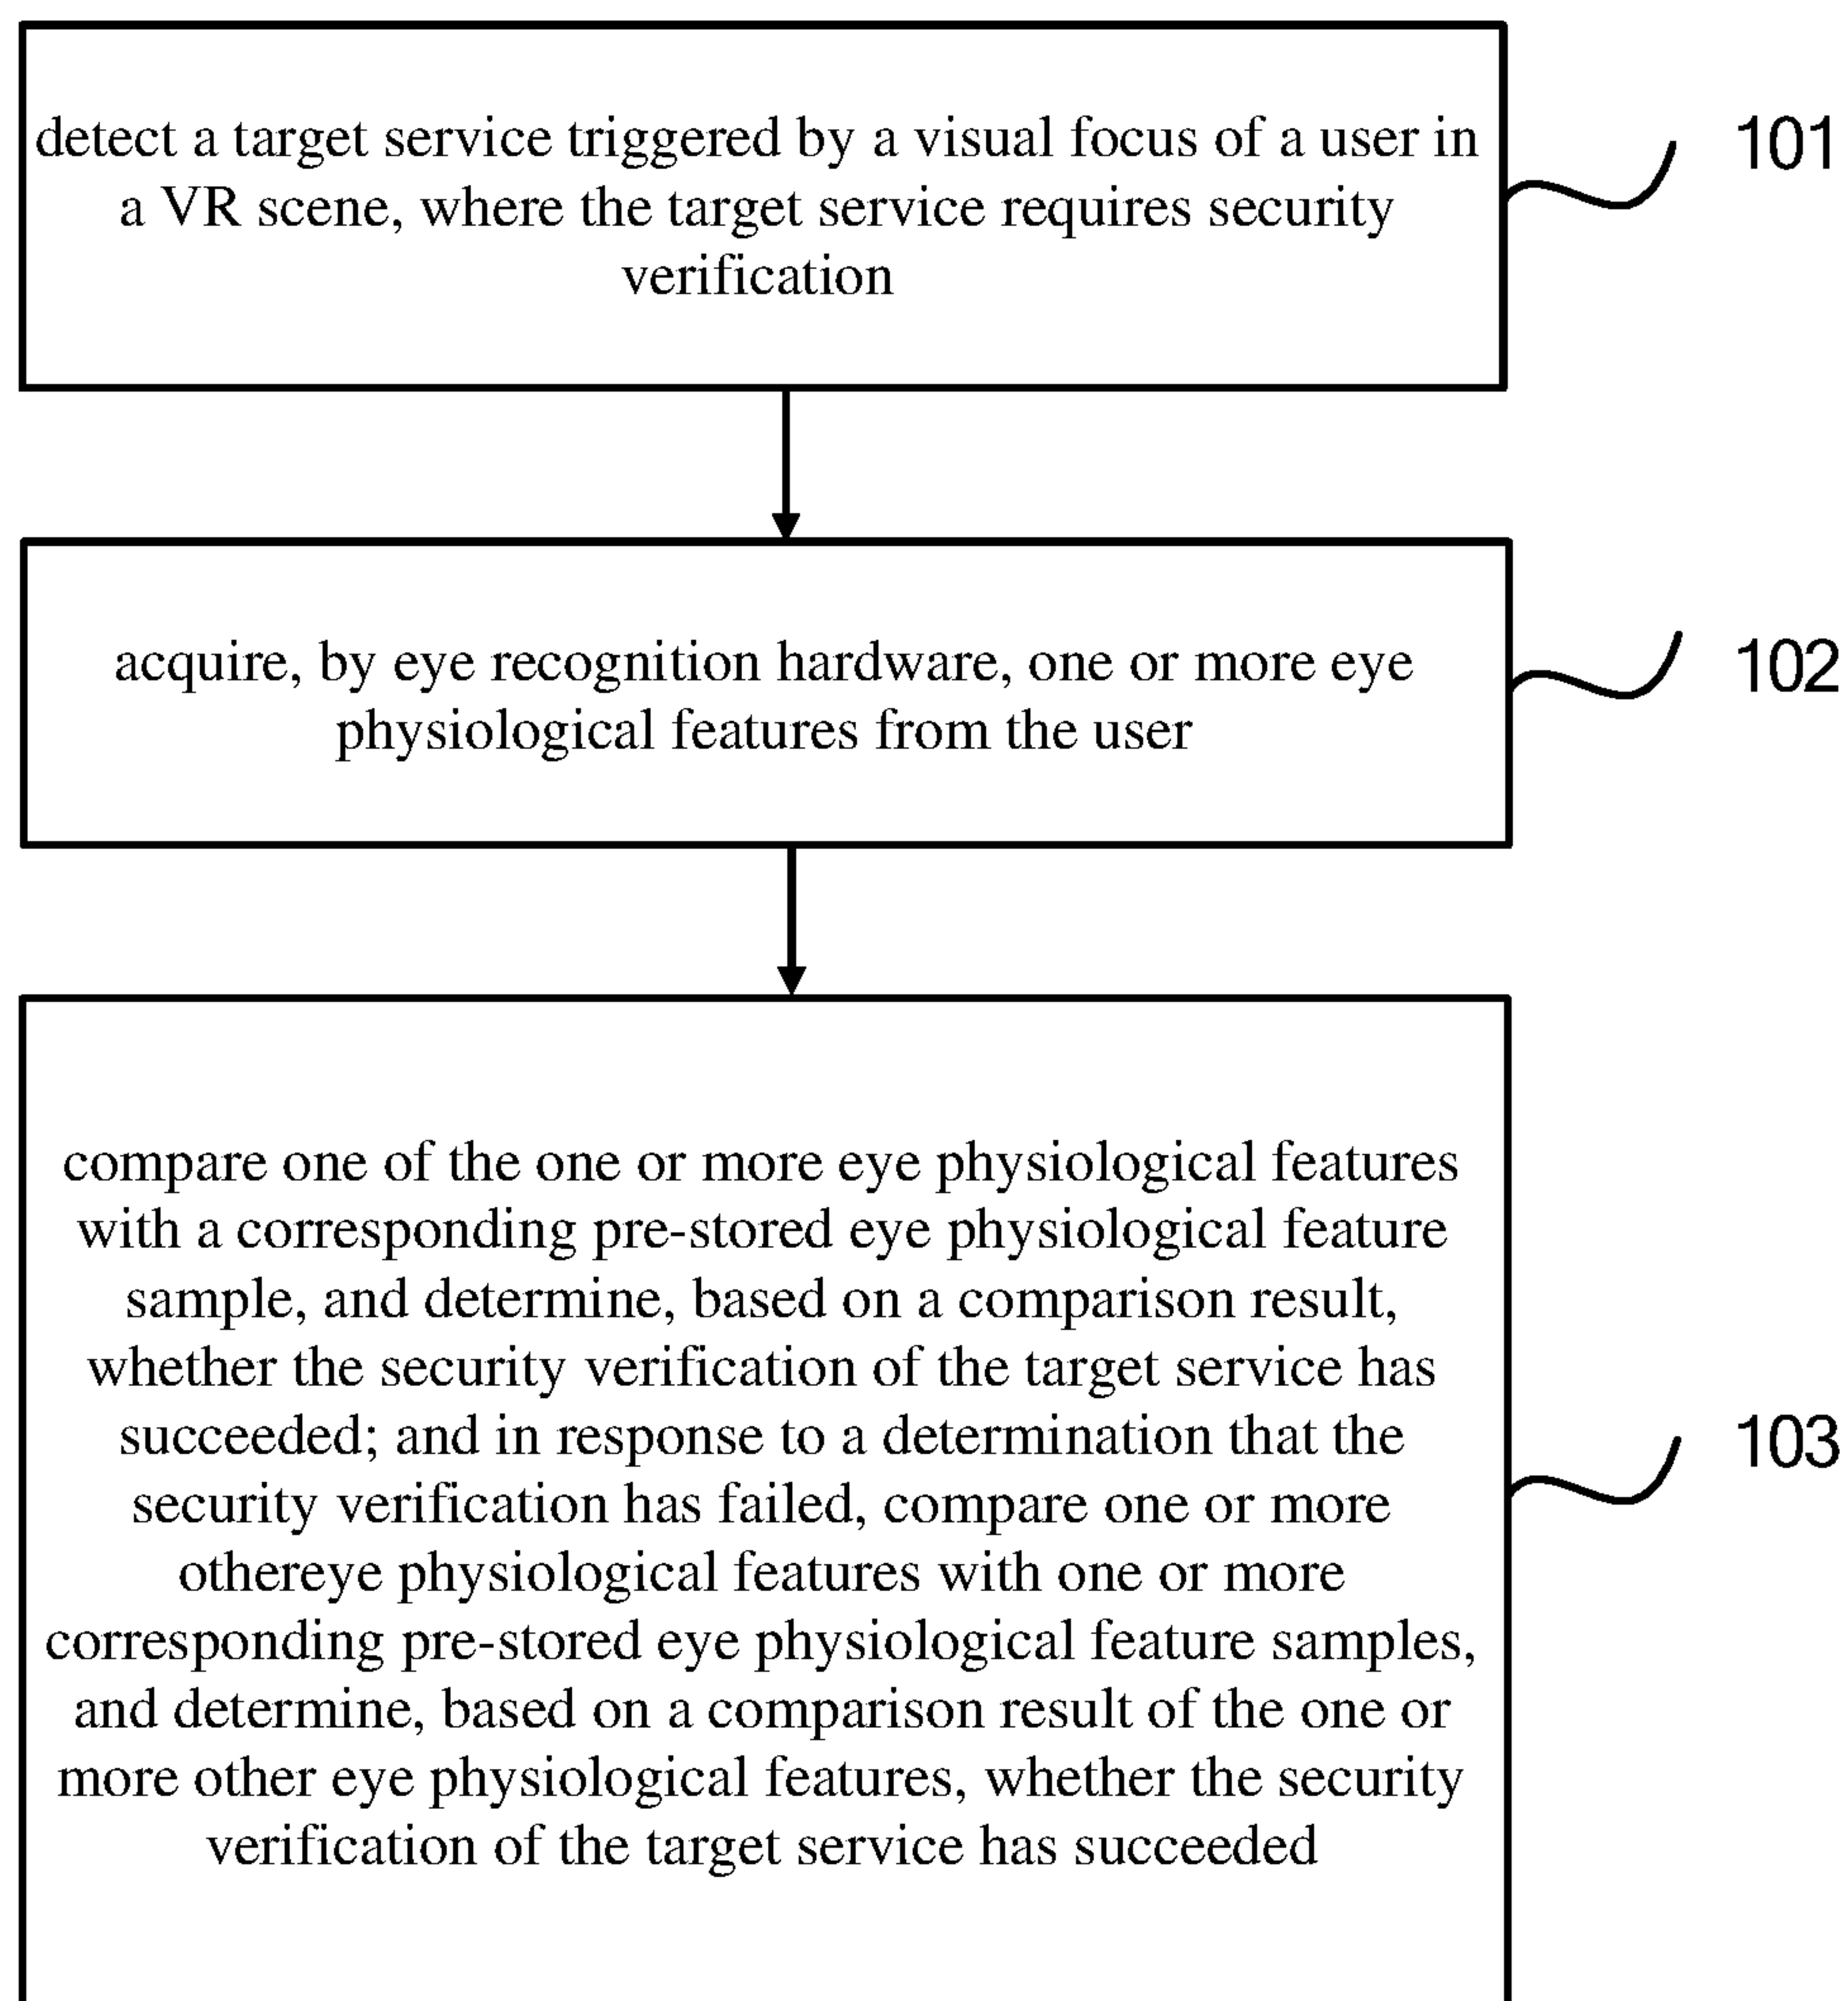 detect a target service triggered by a visual focus of a user in
a VR scene, where the target service requires security
verification
101
acquire, by eye recognition hardware, one or more eye
physiological features from the user
102
compare one of the one or more eye physiological features
with a corresponding pre-stored eye physiological feature
sample, and determine, based on a comparison result,
whether the security verification of the target service has
succeeded; and in response to a determination that the
security verification has failed, compare one or more
othereye physiological features with one or more
corresponding pre-stored eye physiological feature samples,
and determine, based on a comparison result of the one or
more other eye physiological features, whether the security
verification of the target service has succeeded
103